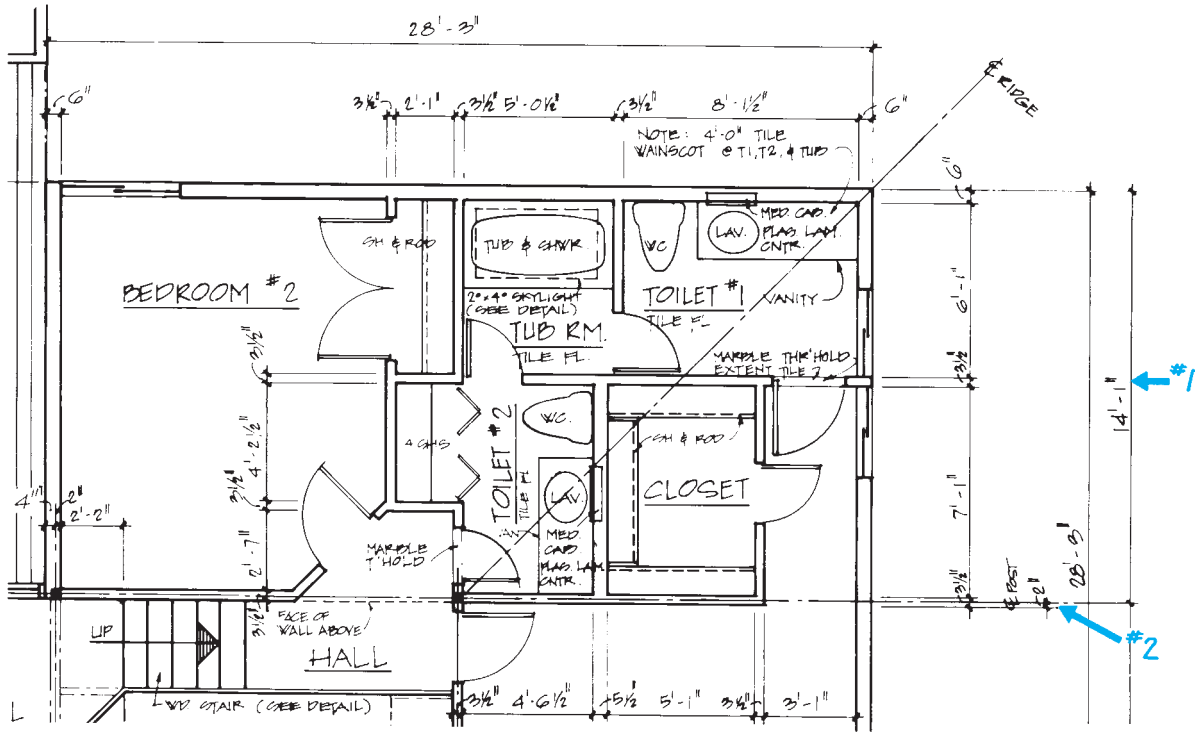 28'-3"
℄ RIDGE
6"
3½" 2'-1" 3½" 5'-0½" 3½" 8'-1½" 6"
NOTE: 4'-0" TILE
WAINSCOT @ T1, T2, & TUB
6"
SH & ROD
TUB & SHWR.
WC
LAV.
MED. CAB.
PLAS. LAM.
CNTR.
BEDROOM #2
2⁰ x 4⁰ SKYLIGHT
(SEE DETAIL)
TOILET #1
TILE FL.
VANITY
6'-1"
TUB RM.
TILE FL.
3½"
MARBLE THR'HOLD
EXTENT TILE
3½"
#1
14'-1"
4 SHS
TOILET #2
TILE FL
WC.
SH & ROD
4'-2½"
3½"
CLOSET
LAV.
4" 2"
2'-2"
7'-1"
28'-3"
MARBLE
T'HOLD
MED.
CAB.
PLAS. LAM
CNTR.
2'-7"
3½"
℄ POST
2"
#2
3½"
FACE OF
WALL ABOVE
UP
HALL
L
WD STAIR (SEE DETAIL)
3½" 4'-6½" 5½" 5'-1" 3½" 3'-1"